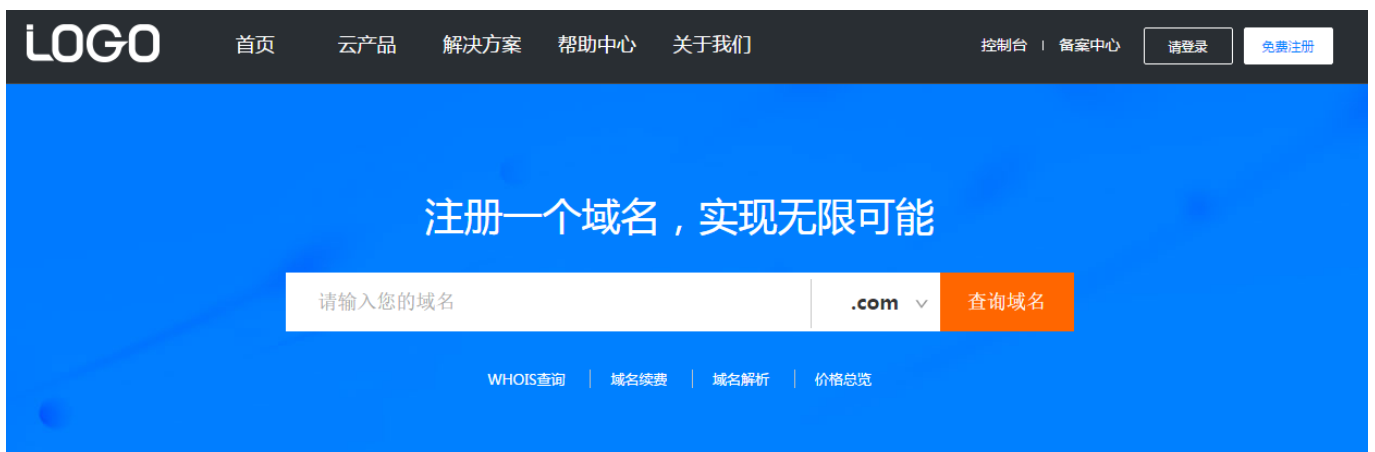 LOGO 首页 云产品 解决方案 帮助中心 关于我们 控制台 | 备案中心 请登录 免费注册
注册一个域名，实现无限可能
请输入您的域名 .com 查询域名
WHOIS查询 | 域名续费 | 域名解析 | 价格总览